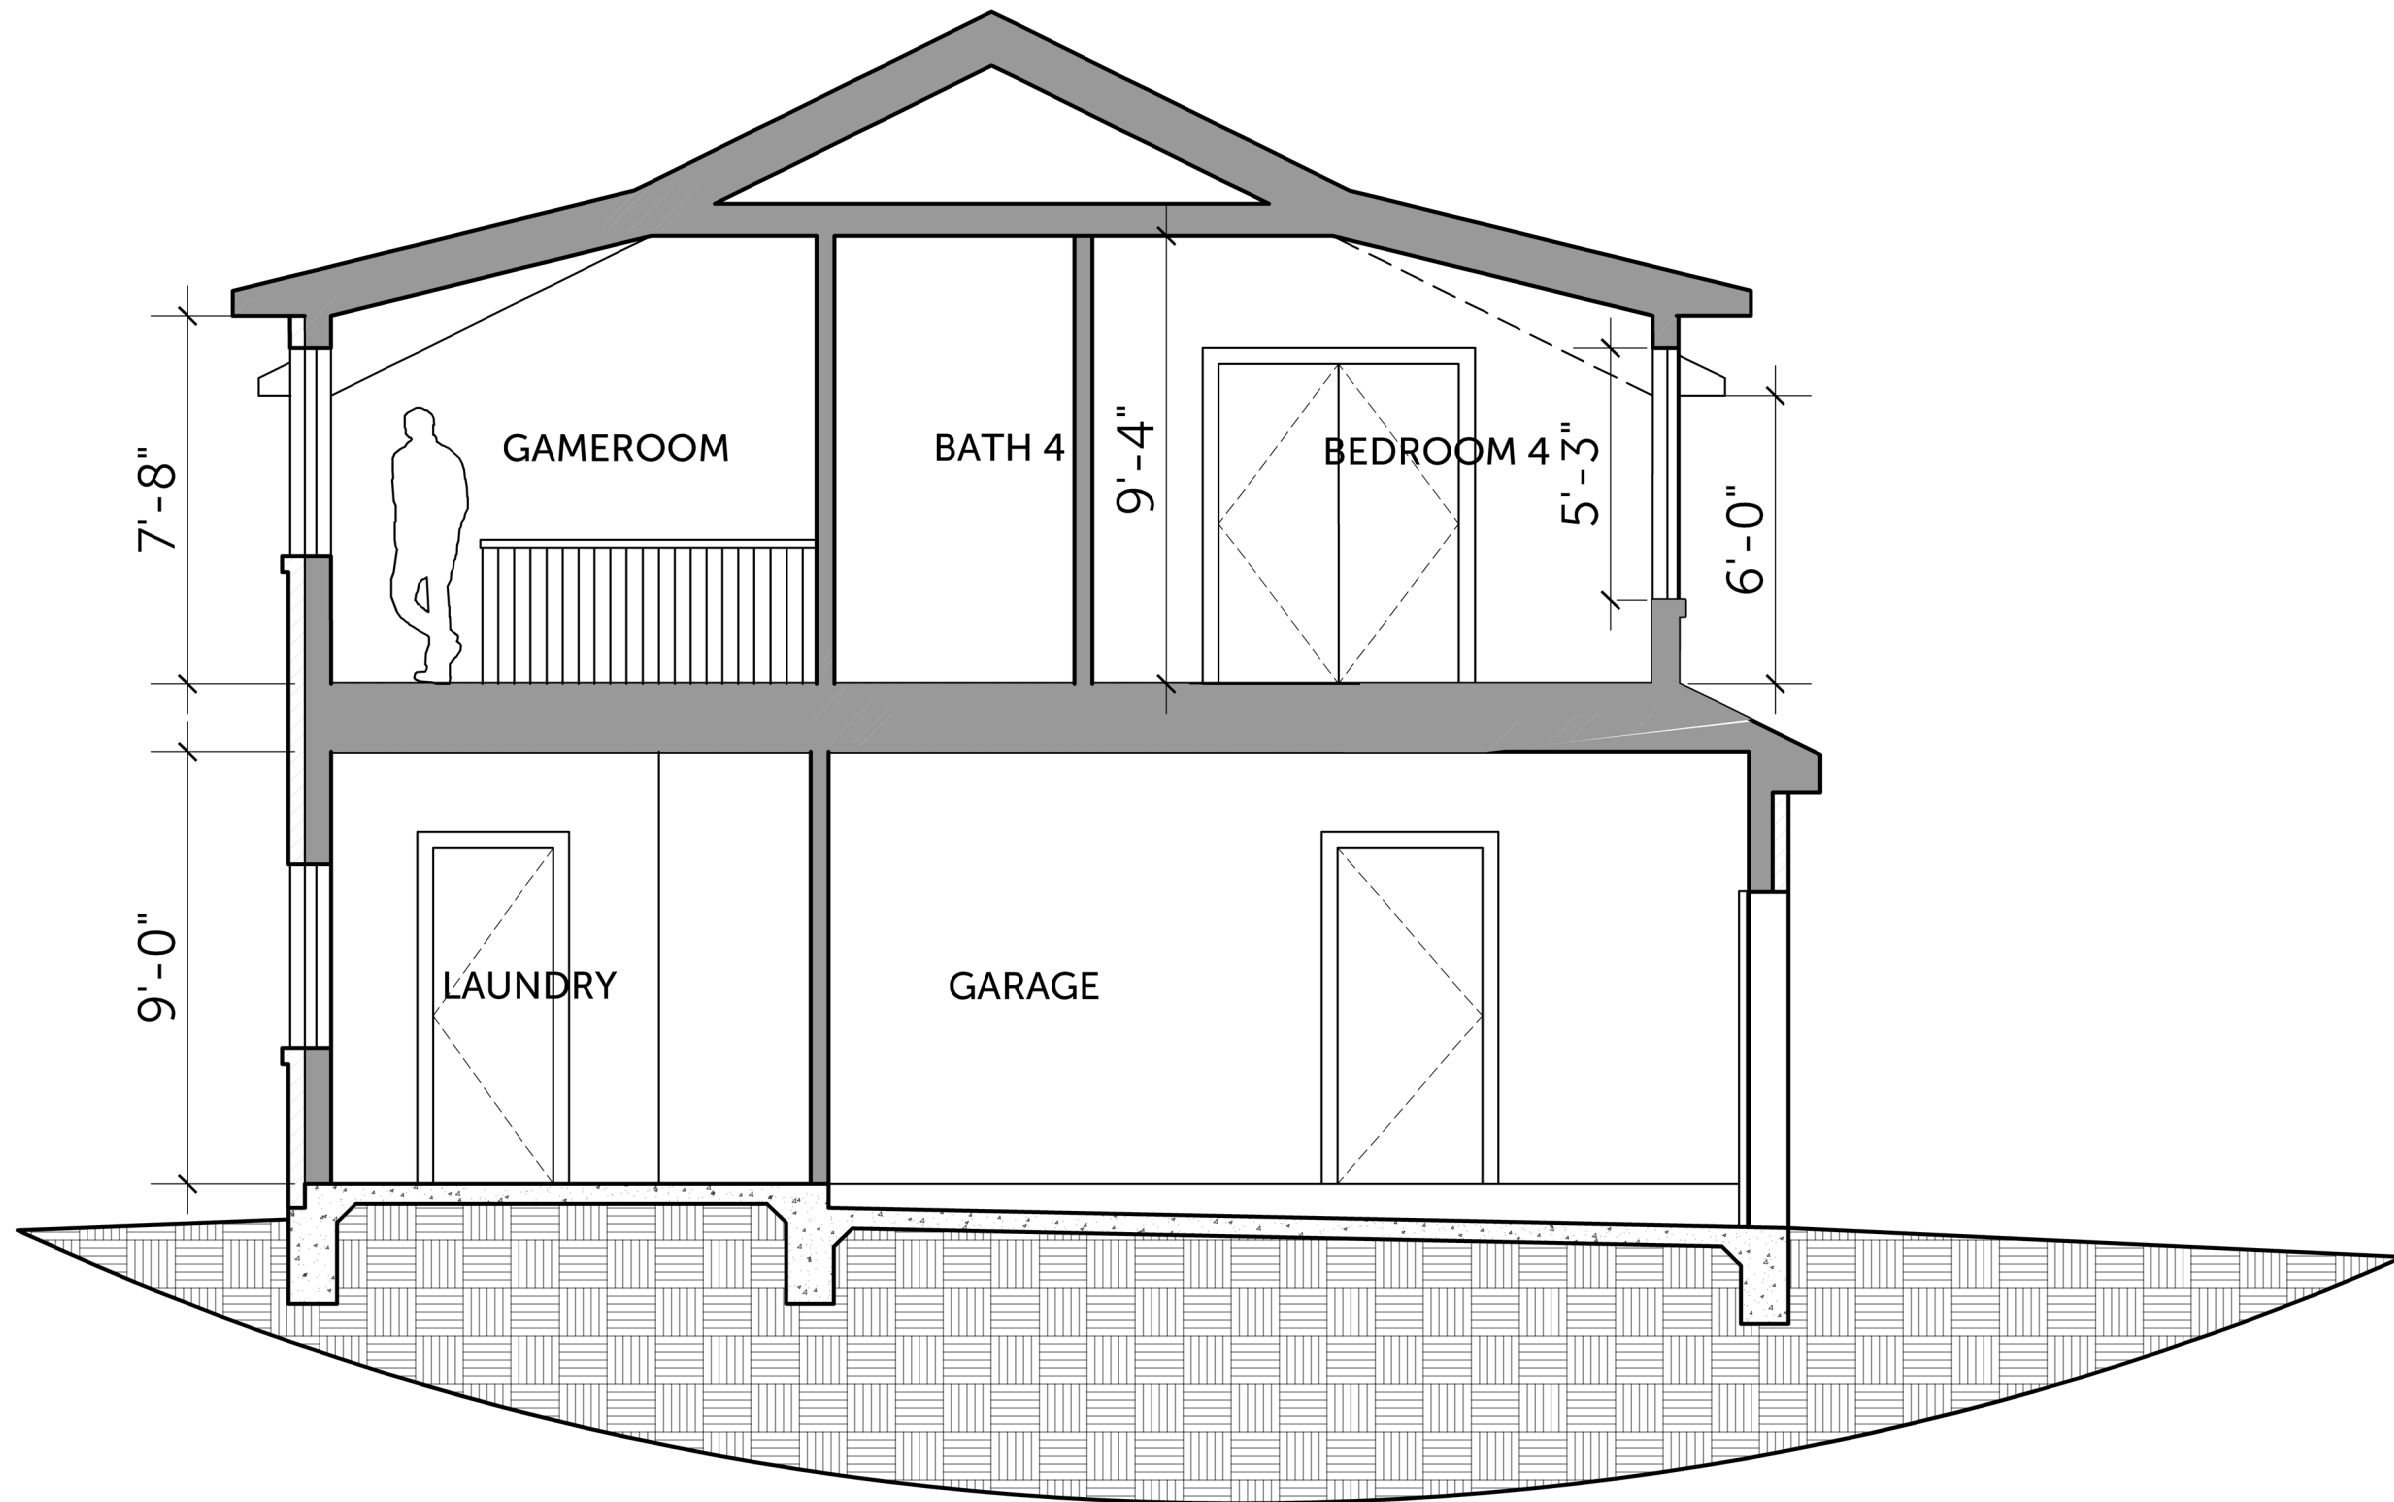 GAMEROOM
BATH 4
BEDROOM 4
7'-8"
9'-4"
5'-3"
6'-0"
9'-0"
LAUNDRY
GARAGE